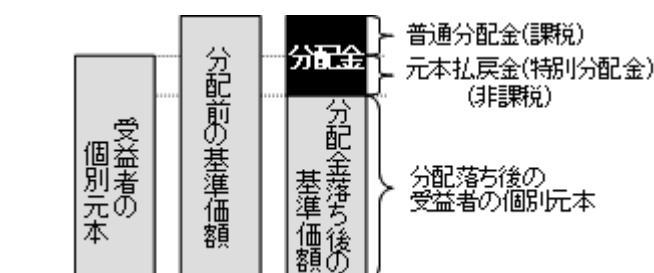 受益者の
個別元本
分配前の基準価額
分配金
分配金落ち後の
基準価額
普通分配金(課税)
元本払戻金(特別分配金)
(非課税)
分配落ち後の
受益者の個別元本